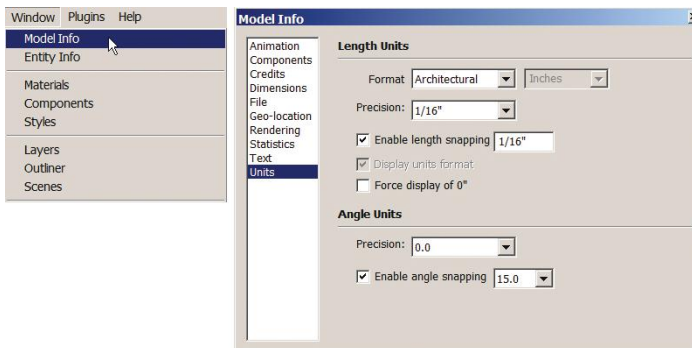 Window Plugins Help
Model Info
Entity Info
Materials
Components
Styles
Layers
Outliner
Scenes
Model Info
Animation
Components
Credits
Dimensions
File
Geo-location
Rendering
Statistics
Text
Units
Length Units
Format Architectural Inches
Precision: 1/16"
Enable length snapping 1/16"
Display units format
Force display of 0"
Angle Units
Precision: 0.0
Enable angle snapping 15.0